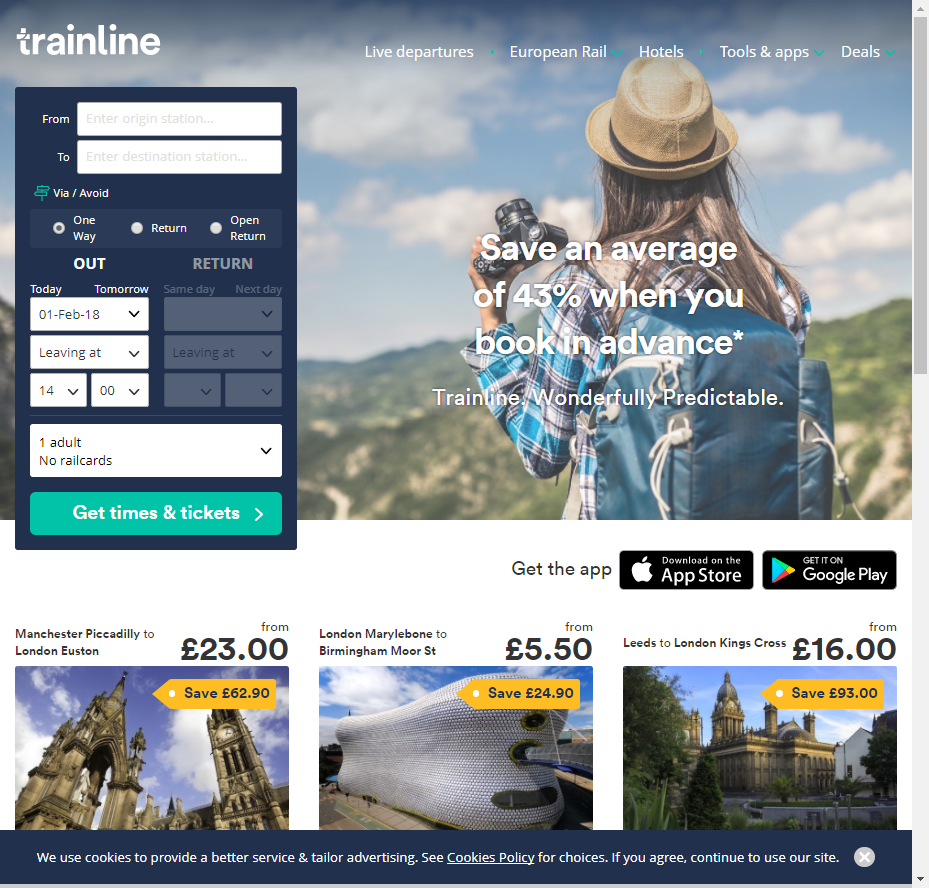 trainline
Live departures
European Rail
Hotels
Tools & apps
Deals
From
Enter origin station...
To
Enter destination station...
Via / Avoid
One
Way
Return
Open
Return
OUT
RETURN
Today
Tomorrow
Same day
Next day
01-Feb-18
Leaving at
Leaving at
14
00
1 adult
No railcards
Get times & tickets
Save an average
of 43% when you
book in advance*
Trainline. Wonderfully Predictable.
Get the app
Download on the
App Store
GET IT ON
Google Play
Manchester Piccadilly to
London Euston
from
£23.00
Save £62.90
London Marylebone to
Birmingham Moor St
from
£5.50
Save £24.90
Leeds to London Kings Cross
from
£16.00
Save £93.00
We use cookies to provide a better service & tailor advertising. See Cookies Policy for choices. If you agree, continue to use our site.